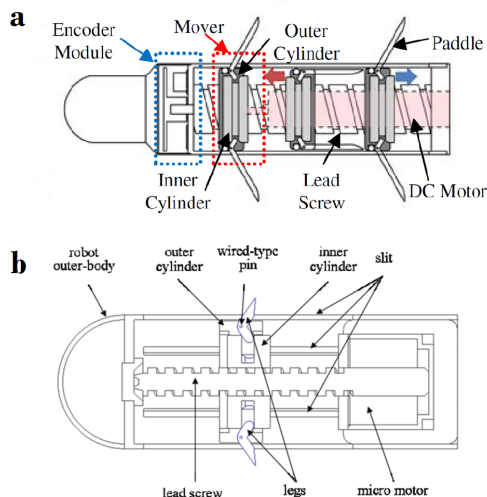 a
Encoder
Module
Mover
Outer
Cylinder
Paddle
Inner
Cylinder
Lead
Screw
DC Motor
b
robot
outer-body
outer
cylinder
wired-type
pin
inner
cylinder
slit
lead screw
legs
micro motor